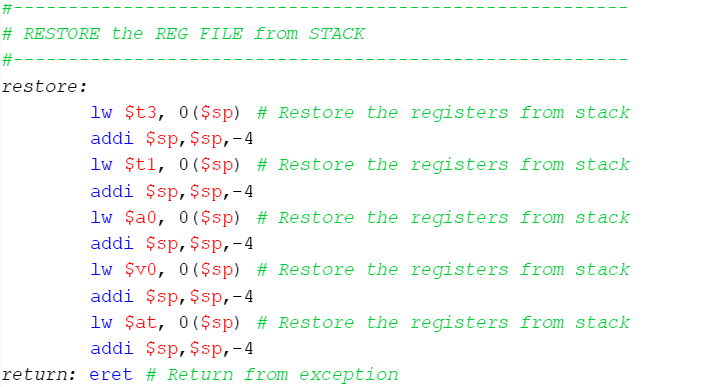 #--------------------------------------------------------
# RESTORE the REG FILE from STACK
#--------------------------------------------------------
restore:
        lw $t3, 0($sp) # Restore the registers from stack
        addi $sp,$sp,-4
        lw $t1, 0($sp) # Restore the registers from stack
        addi $sp,$sp,-4
        lw $a0, 0($sp) # Restore the registers from stack
        addi $sp,$sp,-4
        lw $v0, 0($sp) # Restore the registers from stack
        addi $sp,$sp,-4
        lw $at, 0($sp) # Restore the registers from stack
        addi $sp,$sp,-4
return: eret # Return from exception